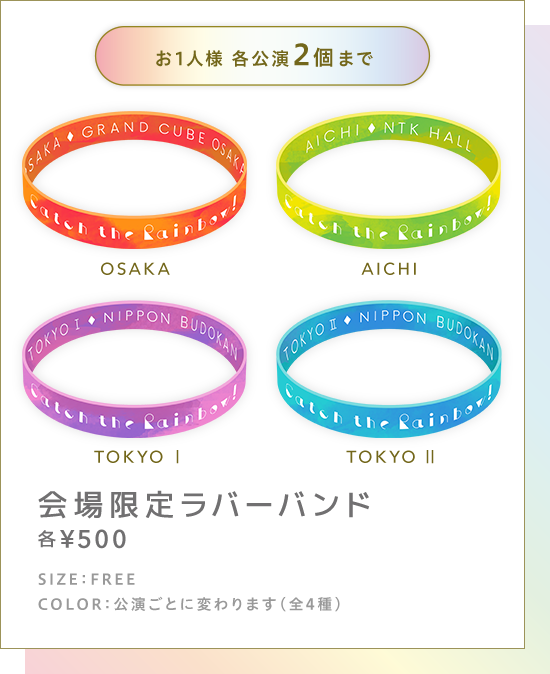 お1人様 各公演2個まで
OSAKA ♦ GRAND CUBE OSAKA
Catch the Rainbow!
OSAKA
AICHI ♦ NTK HALL
Catch the Rainbow!
AICHI
TOKYO Ⅰ ♦ NIPPON BUDOKAN
Catch the Rainbow!
TOKYO Ⅰ
TOKYO Ⅱ ♦ NIPPON BUDOKAN
Catch the Rainbow!
TOKYO Ⅱ
会場限定ラバーバンド
各¥500
SIZE:FREE
COLOR:公演ごとに変わります(全4種)